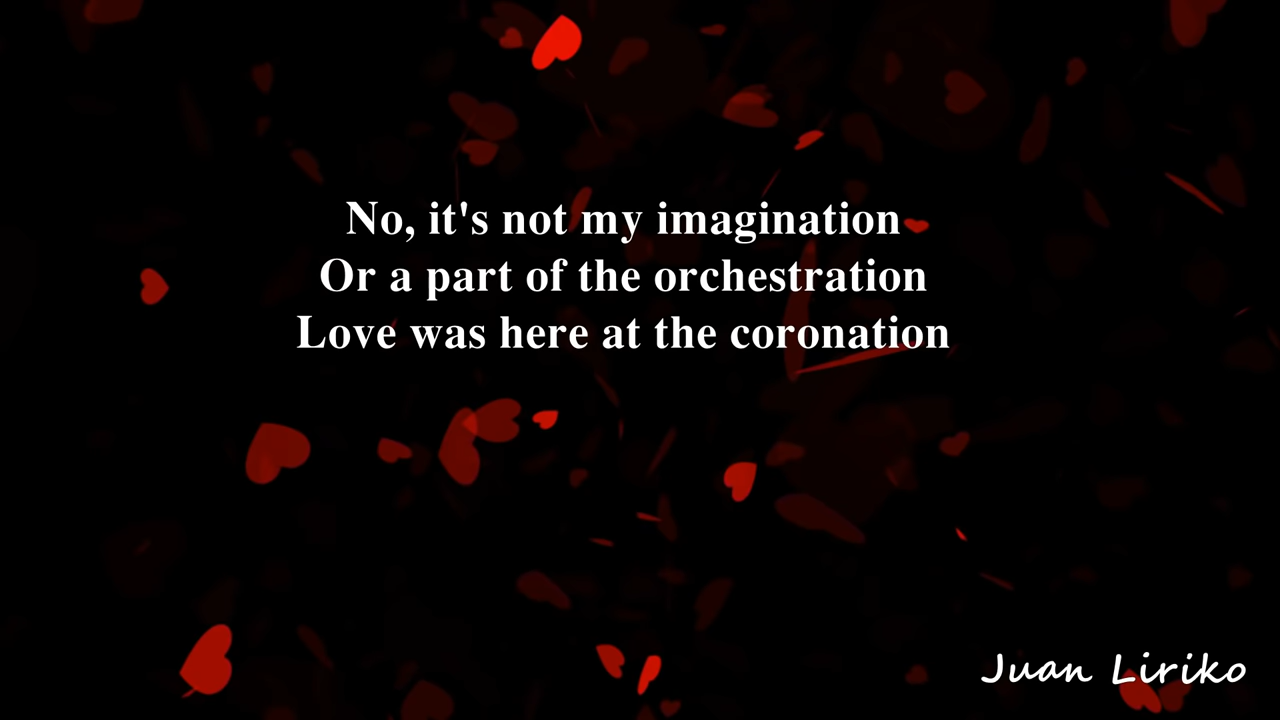 No, it's not my imagination
Or a part of the orchestration
Love was here at the coronation
Juan Liriko